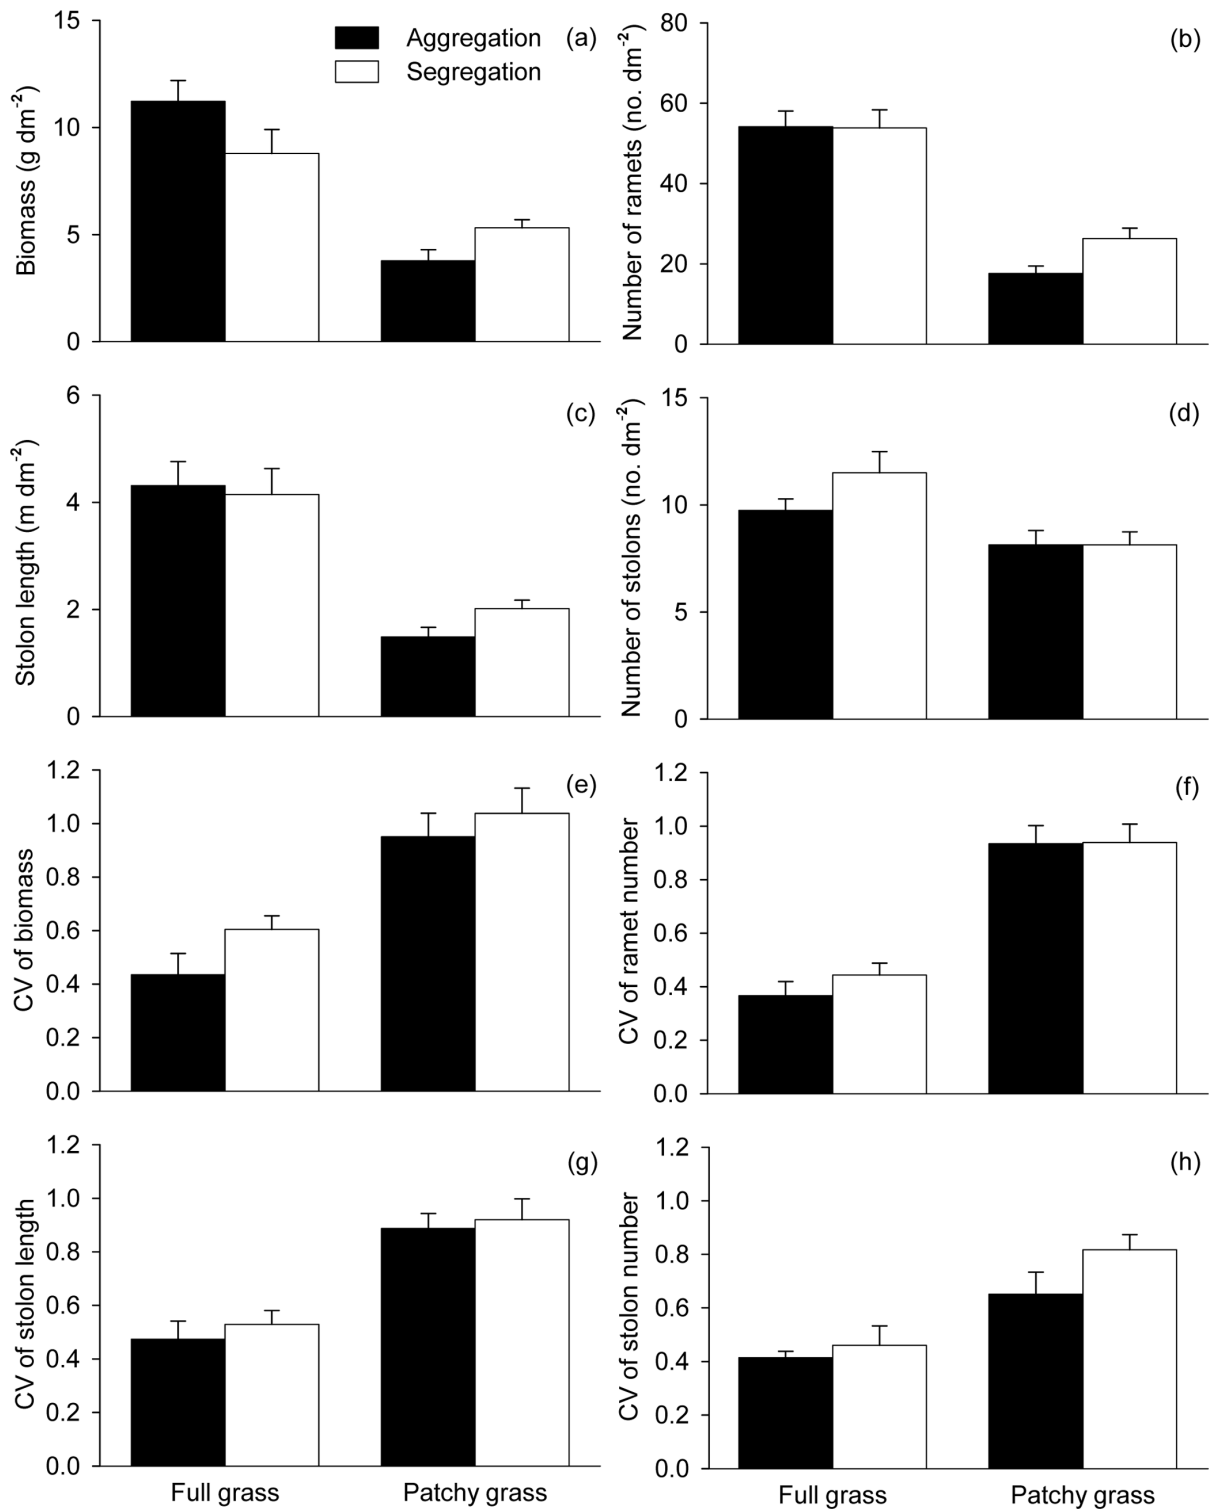 15
10
5
0
Biomass (g dm⁻²)
Aggregation
Segregation
(a)
80
60
40
20
0
Number of ramets (no. dm⁻²)
(b)
6
4
2
0
Stolon length (m dm⁻²)
(c)
15
10
5
0
Number of stolons (no. dm⁻²)
(d)
1.2
1.0
0.8
0.6
0.4
0.2
0.0
CV of biomass
(e)
1.2
1.0
0.8
0.6
0.4
0.2
0.0
CV of ramet number
(f)
1.2
1.0
0.8
0.6
0.4
0.2
0.0
CV of stolon length
(g)
Full grass
Patchy grass
1.2
1.0
0.8
0.6
0.4
0.2
0.0
CV of stolon number
(h)
Full grass
Patchy grass